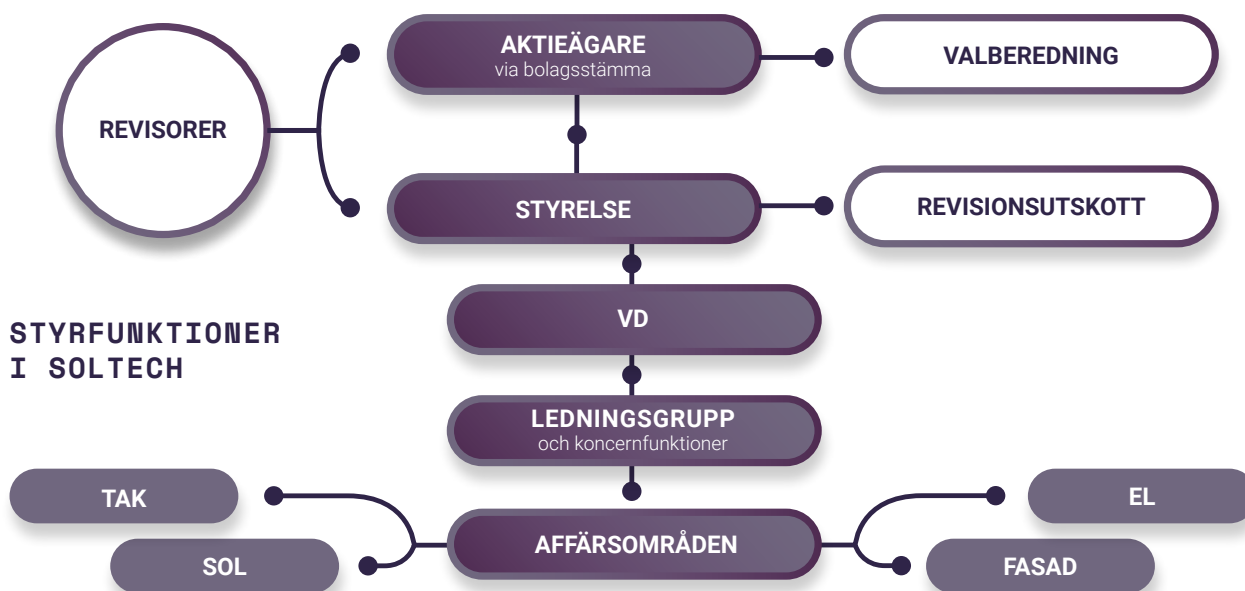 AKTIEÄGARE
via bolagsstämma
VALBEREDNING
REVISORER
STYRELSE
REVISIONSUTSKOTT
VD
STYRFUNKTIONER
I SOLTECH
LEDNINGSGRUPP
och koncernfunktioner
TAK
EL
AFFÄRSOMRÅDEN
SOL
FASAD